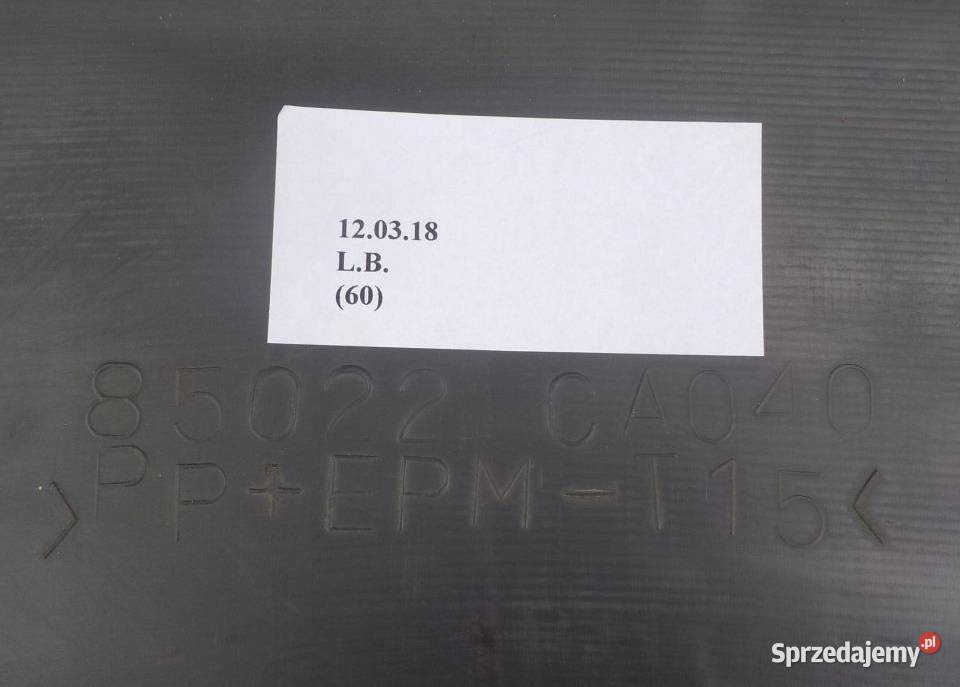 12.03.18
L.B.
(60)
85022 CA040
>PP+EPM-T15<
Sprzedajemy.pl